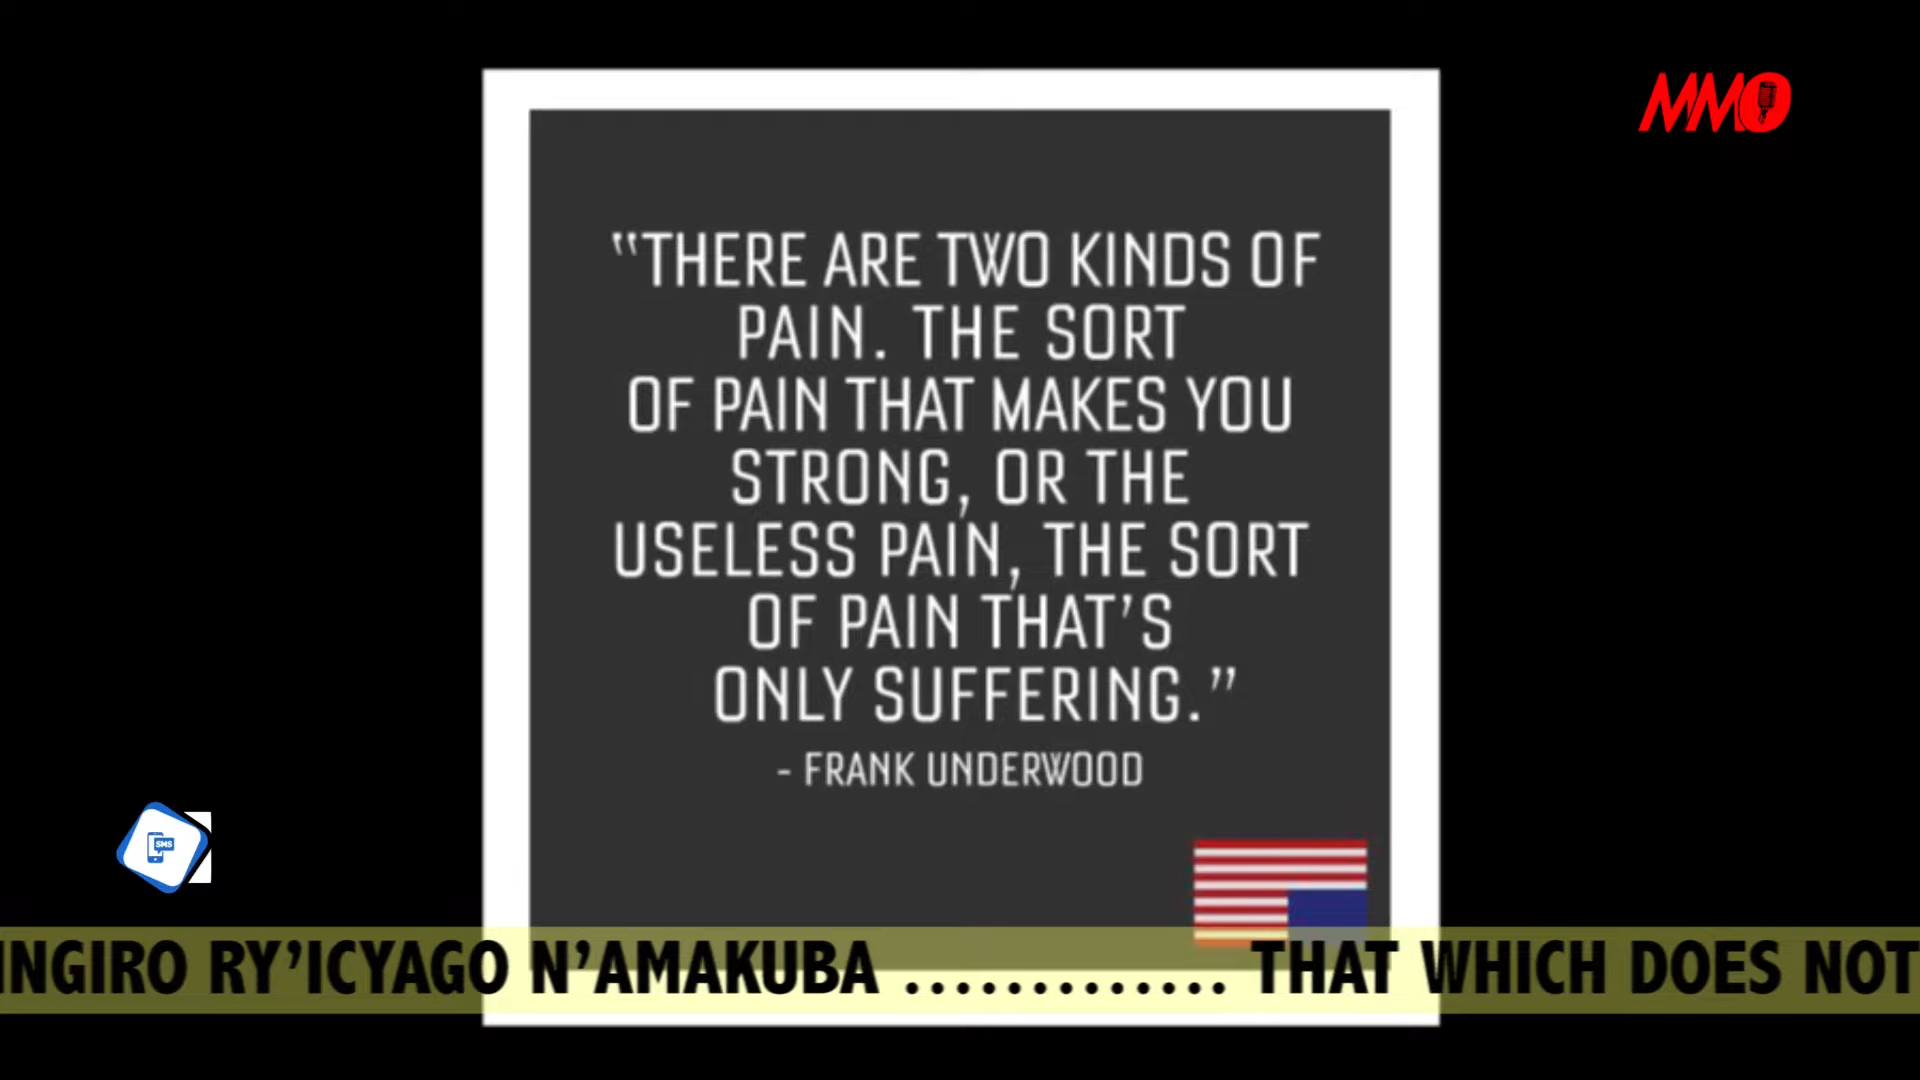 MMO
“THERE ARE TWO KINDS OF
PAIN. THE SORT
OF PAIN THAT MAKES YOU
STRONG, OR THE
USELESS PAIN, THE SORT
OF PAIN THAT’S
ONLY SUFFERING.”
- FRANK UNDERWOOD
SMS
INGIRO RY’ICYAGO N’AMAKUBA ............. THAT WHICH DOES NOT